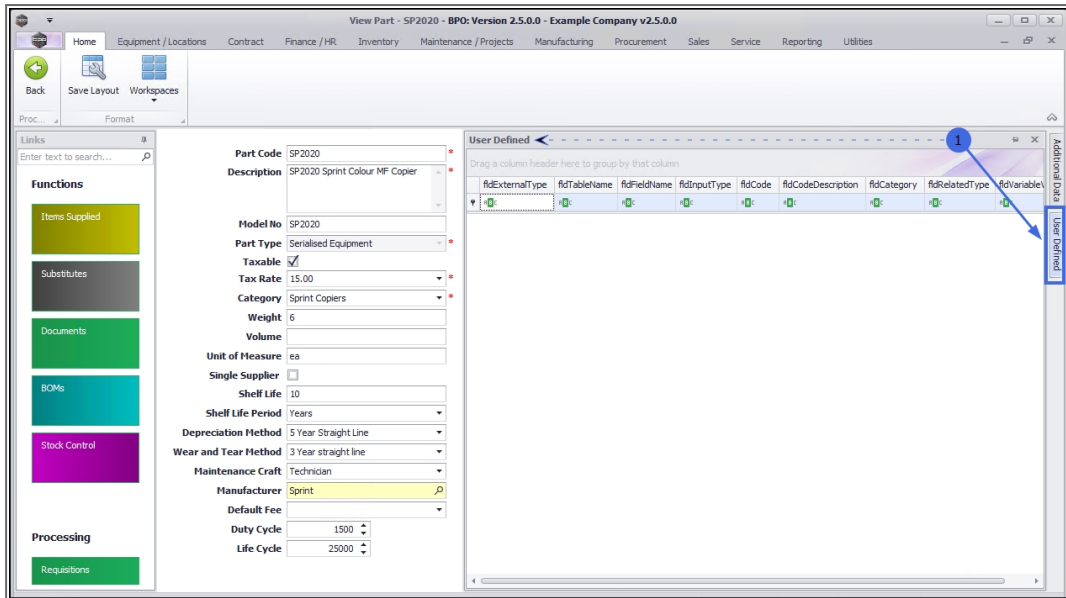 View Part - SP2020 - BPO: Version 2.5.0.0 - Example Company v2.5.0.0
Home Equipment / Locations Contract Finance / HR Inventory Maintenance / Projects Manufacturing Procurement Sales Service Reporting Utilities
Back Save Layout Workspaces
Proc... Format
Links
Enter text to search...
Functions
Items Supplied
Substitutes
Documents
BOMs
Stock Control
Processing
Requisitions
Part Code SP2020 *
Description SP2020 Sprint Colour MF Copier *
Model No SP2020
Part Type Serialised Equipment *
Taxable
Tax Rate 15.00 *
Category Sprint Copiers *
Weight 6
Volume
Unit of Measure ea
Single Supplier
Shelf Life 10
Shelf Life Period Years
Depreciation Method 5 Year Straight Line
Wear and Tear Method 3 Year straight line
Maintenance Craft Technician
Manufacturer Sprint
Default Fee
Duty Cycle 1500
Life Cycle 25000
User Defined 1
Drag a column header here to group by that column
fldExternalType fldTableName fldFieldName fldInputType fldCode fldCodeDescription fldCategory fldRelatedType fldVariableV
Additional Data
User Defined